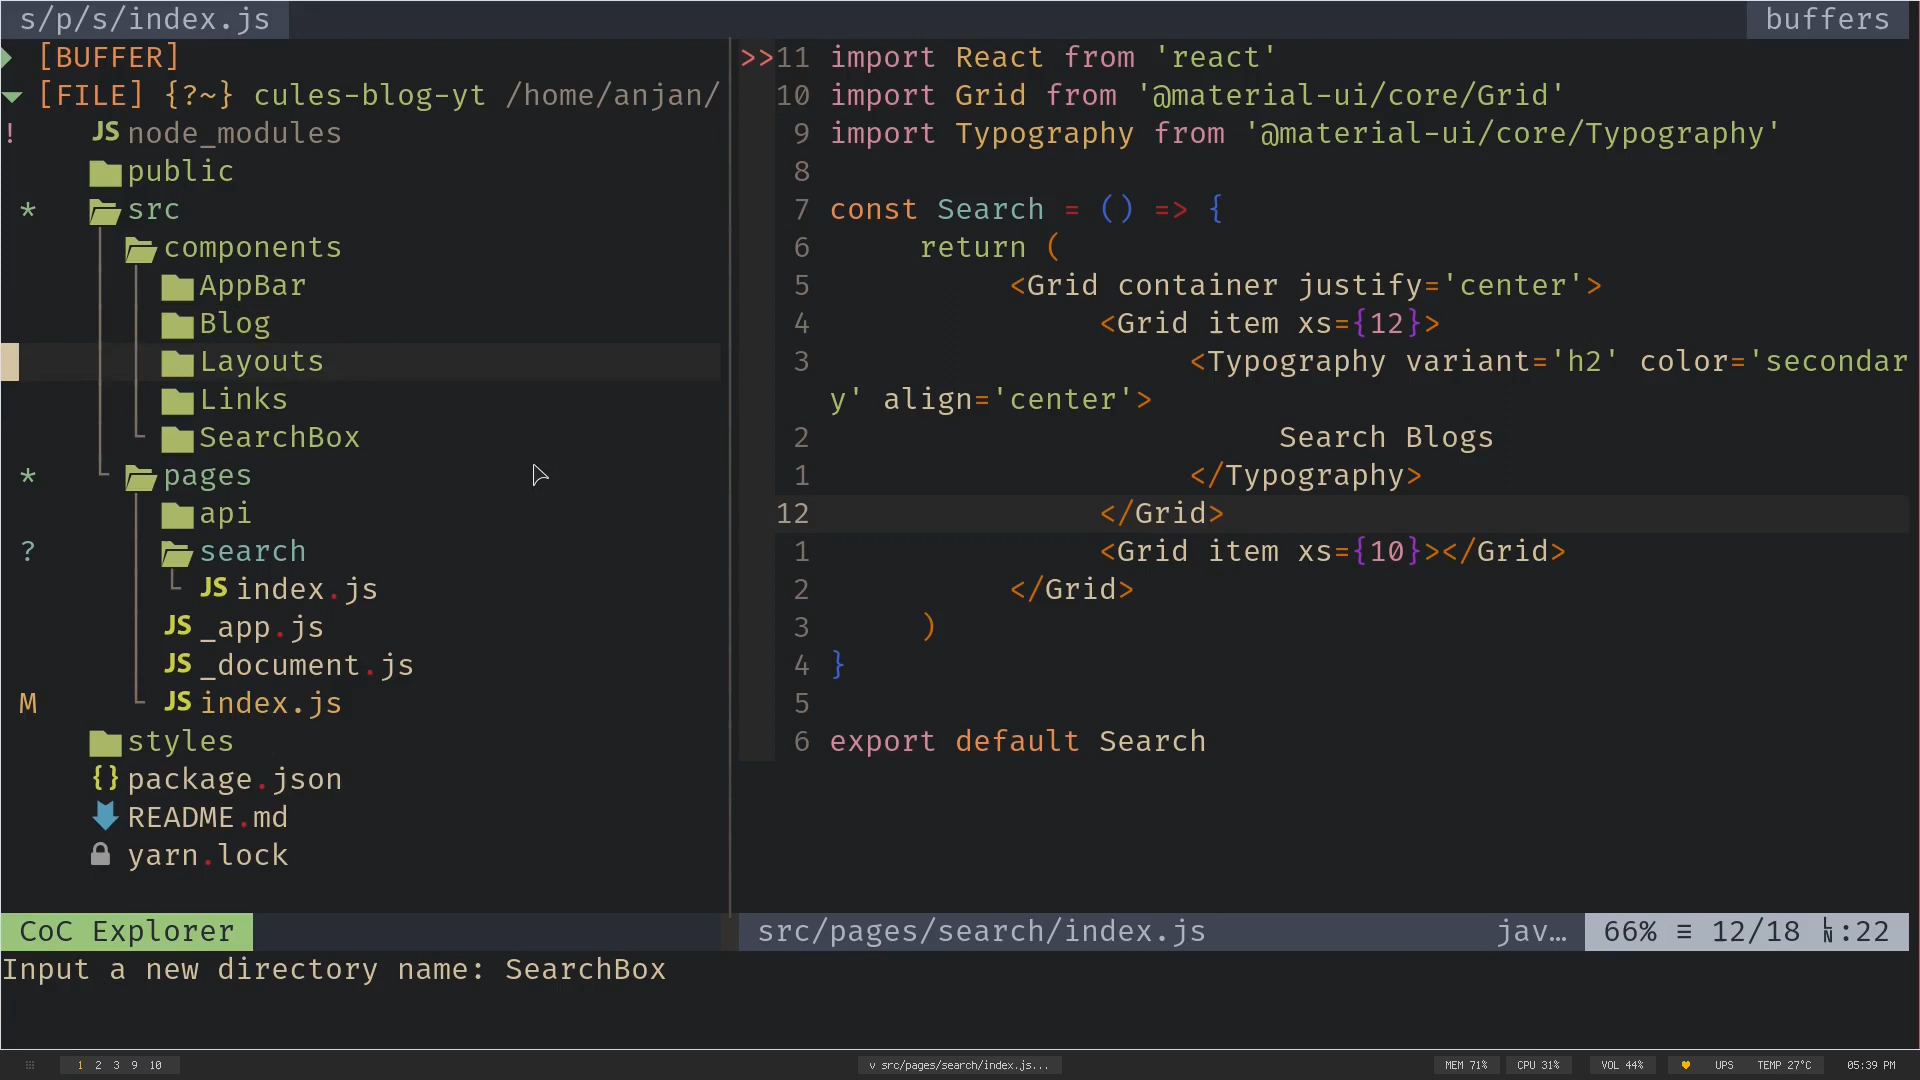 s/p/s/index.js
buffers
[BUFFER]
[FILE] {?~} cules-blog-yt /home/anjan/
! JS node_modules
public
* src
components
AppBar
Blog
Layouts
Links
SearchBox
* pages
api
? search
JS index.js
JS _app.js
JS _document.js
M JS index.js
styles
{} package.json
README.md
yarn.lock
>>11 import React from 'react'
10 import Grid from '@material-ui/core/Grid'
9 import Typography from '@material-ui/core/Typography'
8
7 const Search = () => {
6 return (
5 <Grid container justify='center'>
4 <Grid item xs={12}>
3 <Typography variant='h2' color='secondar
y' align='center'>
2 Search Blogs
1 </Typography>
12 </Grid>
1 <Grid item xs={10}></Grid>
2 </Grid>
3 )
4 }
5
6 export default Search
CoC Explorer
src/pages/search/index.js jav… 66% ≡ 12/18 LN:22
Input a new directory name: SearchBox
1 2 3 9 10
v src/pages/search/index.js...
MEM 71% CPU 31% VOL 44% UPS TEMP 27°C 05:39 PM